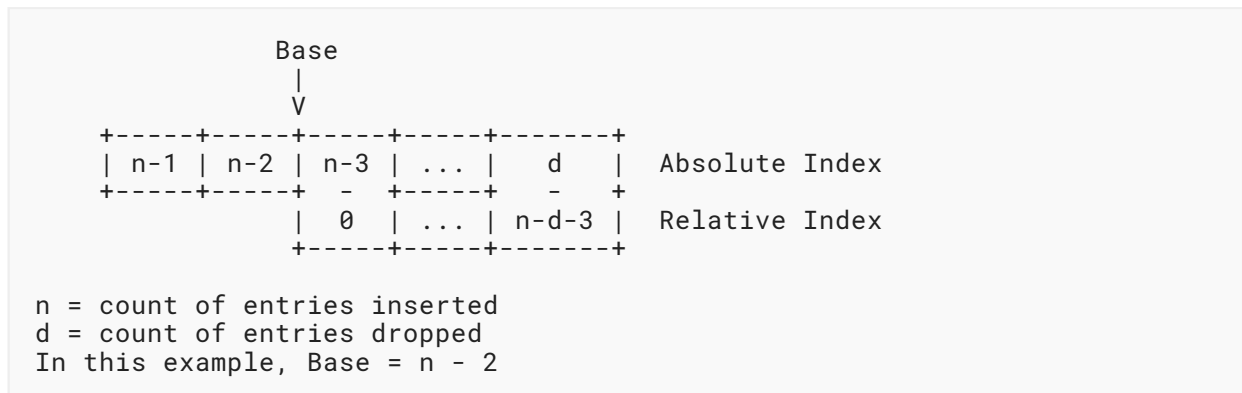 Base
                 |
                 V
    +-----+-----+-----+-----+-------+
    | n-1 | n-2 | n-3 | ... |   d   |  Absolute Index
    +-----+-----+  -  +-----+   -   +
                | 0   | ... | n-d-3 |  Relative Index
                +-----+-----+-------+
n = count of entries inserted
d = count of entries dropped
In this example, Base = n - 2